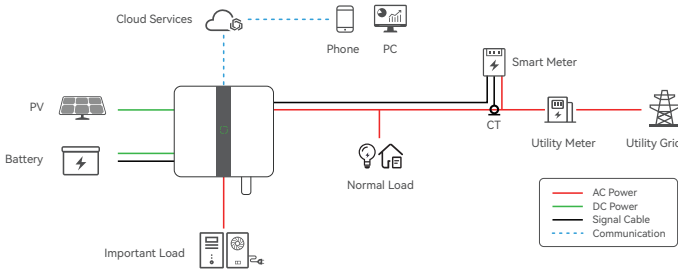 Cloud Services
Phone
PC
Smart Meter
PV
CT
Utility Meter
Utility Grid
Battery
Normal Load
Important Load
AC Power
DC Power
Signal Cable
Communication